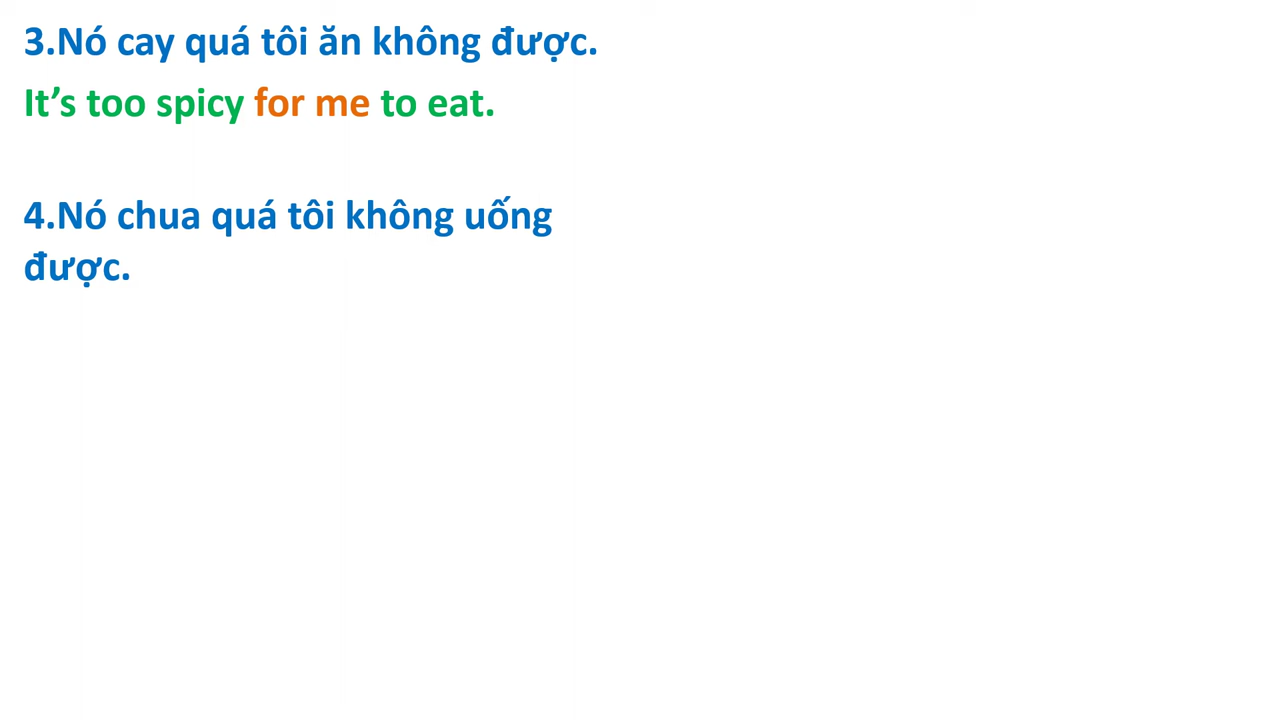 3.Nó cay quá tôi ăn không được.
It’s too spicy for me to eat.
4.Nó chua quá tôi không uống
được.